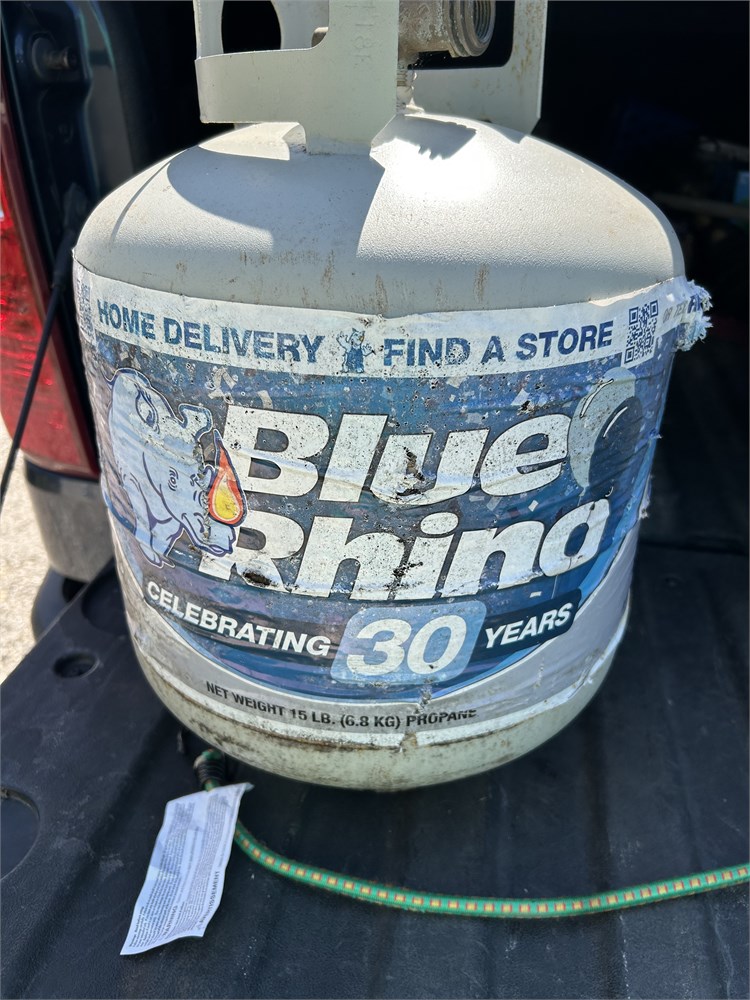 HOME DELIVERY FIND A STORE
Blue
Rhino
CELEBRATING 30 YEARS
NET WEIGHT 15 LB. (6.8 KG) PROPANE